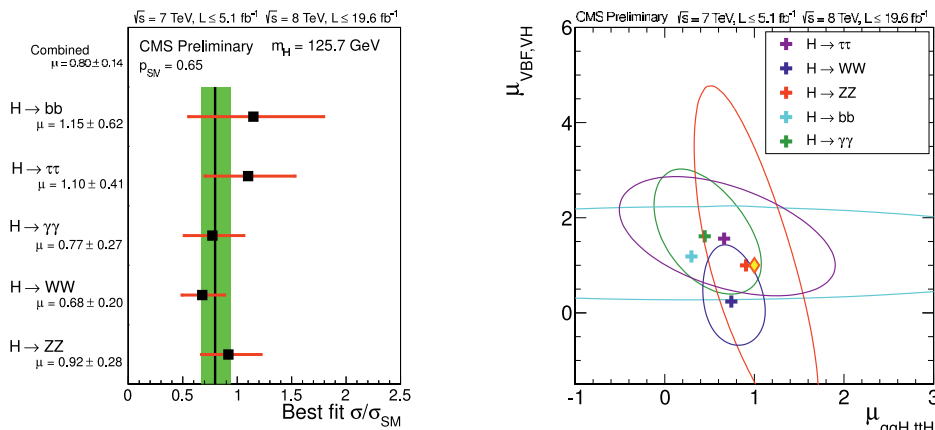 √s = 7 TeV, L ≤ 5.1 fb⁻¹ √s = 8 TeV, L ≤ 19.6 fb⁻¹
CMS Preliminary m_H = 125.7 GeV
p_SM = 0.65
Combined
μ = 0.80 ± 0.14
H → bb
μ = 1.15 ± 0.62
H → ττ
μ = 1.10 ± 0.41
H → γγ
μ = 0.77 ± 0.27
H → WW
μ = 0.68 ± 0.20
H → ZZ
μ = 0.92 ± 0.28
0 0.5 1 1.5 2 2.5
Best fit σ/σ_SM
CMS Preliminary √s = 7 TeV, L ≤ 5.1 fb⁻¹ √s = 8 TeV, L ≤ 19.6 fb⁻¹
μ_VBF,VH
6
4
2
0
H → ττ
H → WW
H → ZZ
H → bb
H → γγ
-1 0 1 2 3
μ_ggH,ttH